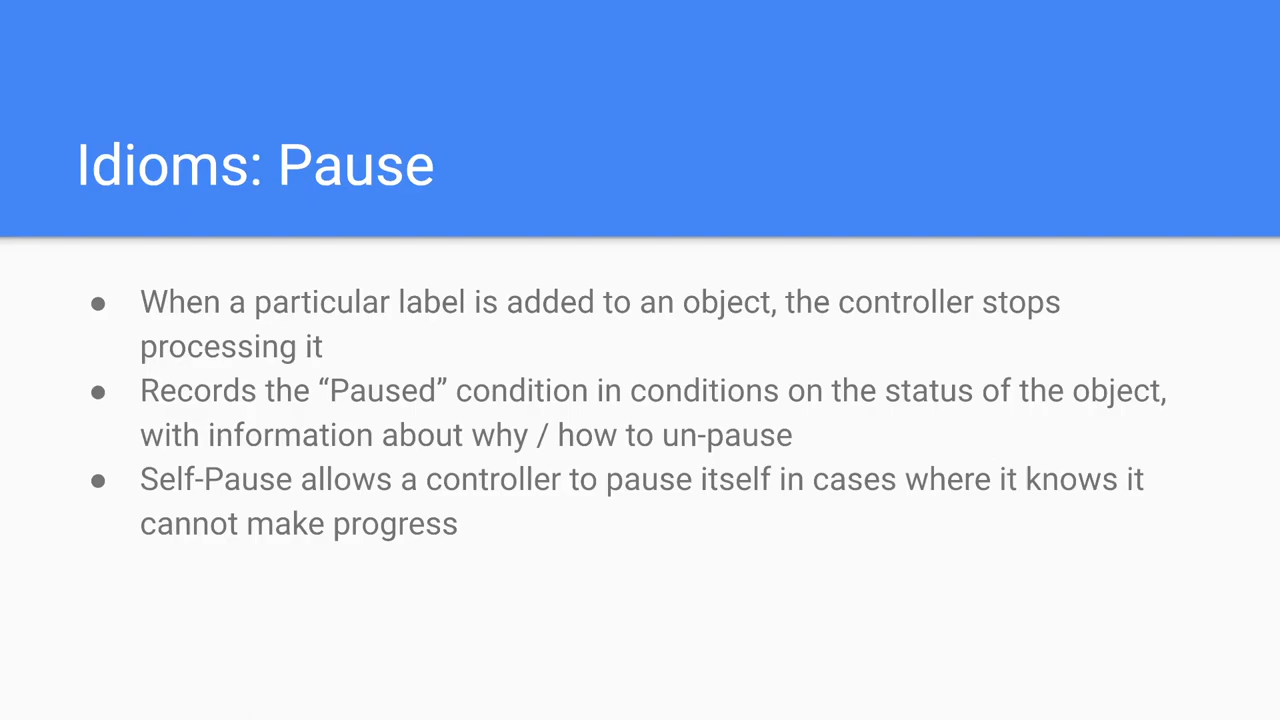 Idioms: Pause
● When a particular label is added to an object, the controller stops
processing it
● Records the “Paused” condition in conditions on the status of the object,
with information about why / how to un-pause
● Self-Pause allows a controller to pause itself in cases where it knows it
cannot make progress